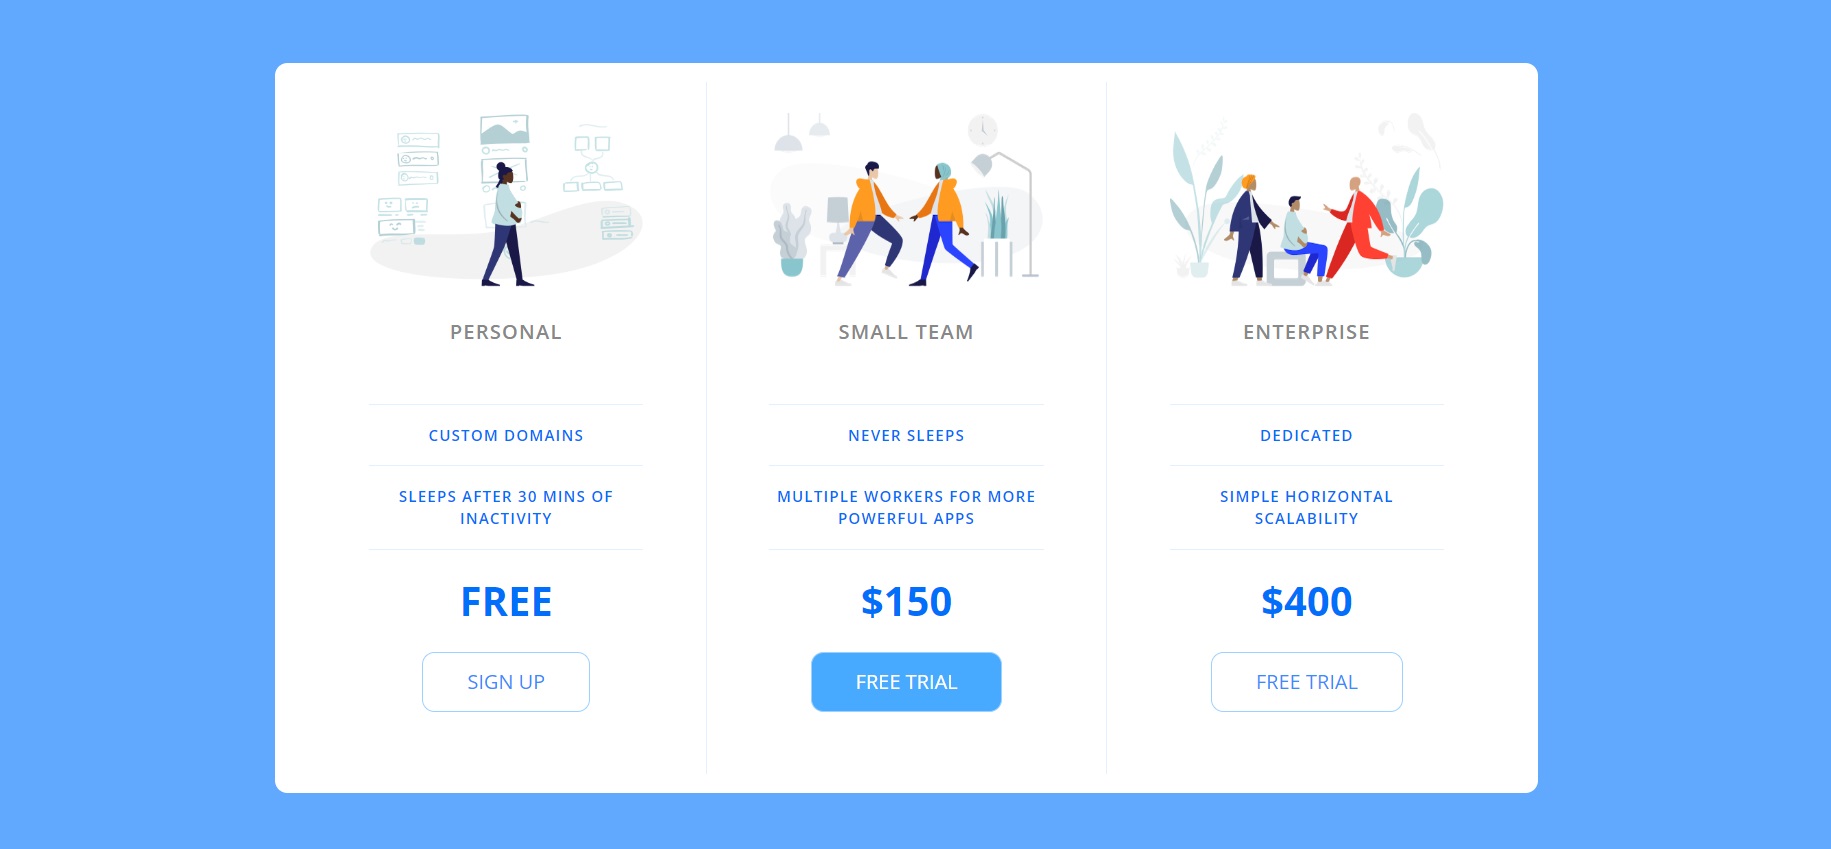 PERSONAL
CUSTOM DOMAINS
SLEEPS AFTER 30 MINS OF
INACTIVITY
FREE
SIGN UP
SMALL TEAM
NEVER SLEEPS
MULTIPLE WORKERS FOR MORE
POWERFUL APPS
$150
FREE TRIAL
ENTERPRISE
DEDICATED
SIMPLE HORIZONTAL
SCALABILITY
$400
FREE TRIAL